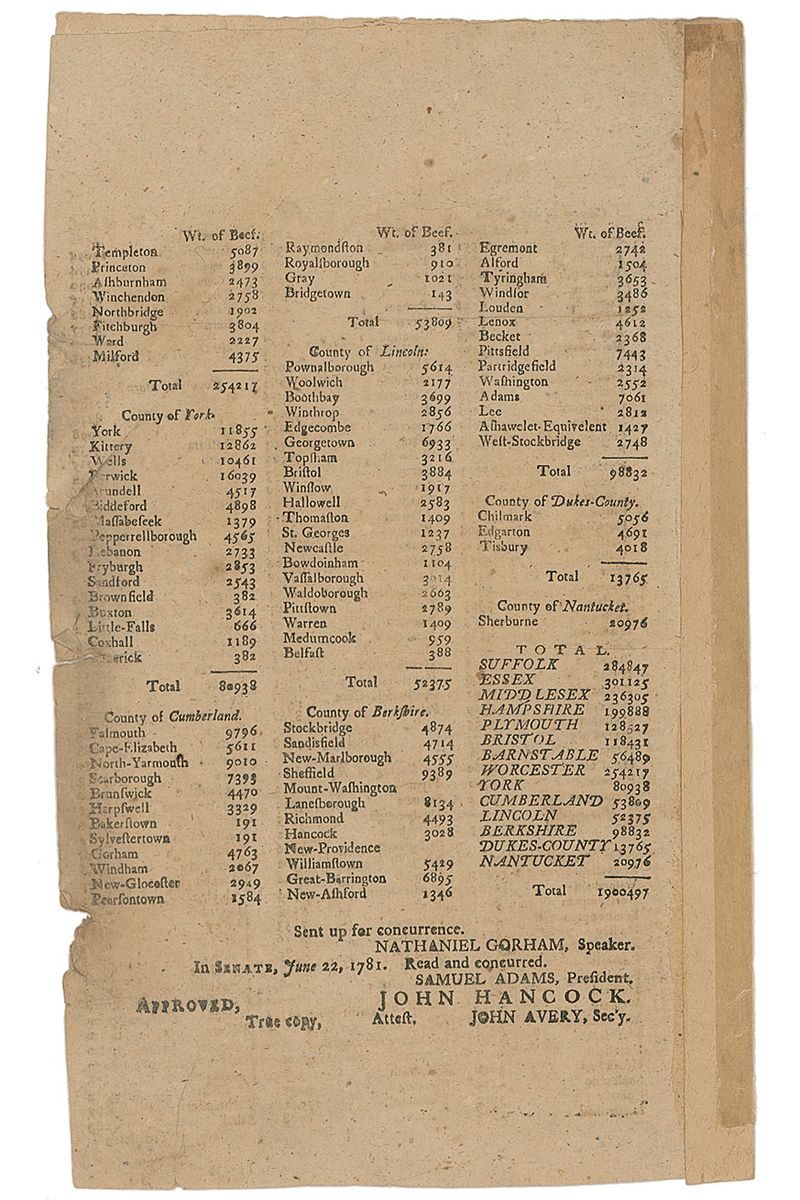 Wt. of Beef.
Templeton 5087
Princeton 3899
Aſhburnham 2473
Winchendon 2758
Northbridge 1902
Fitchburgh 3804
Ward 2227
Milford 4375
Total 254217
County of York.
York 11855
Kittery 12862
Wells 10461
16039
4517
Biddeford 4898
Maſſabeſeek 1379
Pepperrellborough 4565
Lebanon 2733
Fryburgh 2853
Sandford 2543
Brownfield 382
Buxton 3614
Little-Falls 666
Coxhall 1189
382
Total 80938
County of Cumberland.
Falmouth 9796
Cape-Elizabeth 5611
North-Yarmouth 9010
Scarborough 7393
Brunſwick 4470
Harpſwell 3329
Bakerſtown 191
Sylveſtertown 191
Gorham 4763
Windham 2067
New-Gloceſter 2949
Pearſontown 1584
Wt. of Beef.
Raymondſton 381
Royalſborough 910
Gray 1021
Bridgetown 143
Total 53809
County of Lincoln:
Pownalborough 5614
Woolwich 2177
Boothbay 3699
Winthrop 2856
Edgecombe 1766
Georgetown 6933
Topſham 3216
Briſtol 3884
Winſlow 1917
Hallowell 2583
Thomaſton 1409
St. Georges 1237
Newcaſtle 2758
Bowdoinham 1104
Vaſſalborough
Waldoborough 2663
Pittſtown 2789
Warren 1409
Medumcook 959
Belfaſt 388
Total 52375
County of Berkſhire.
Stockbridge 4874
Sandisfield 4714
New-Marlborough 4555
Sheffield 9389
Mount-Waſhington
Laneſborough 8134
Richmond 4493
Hancock 3028
New-Providence
Williamſtown 5429
Great-Barrington 6895
New-Aſhford 1346
Wt. of Beef.
Egremont 2742
Alford 1504
Tyringham 3653
Windſor 3486
Louden 1252
Lenox 4612
Becket 2368
Pittsfield 7443
Partridgefield 2314
Waſhington 2552
Adams 7061
Lee 2812
Aſhawelet-Equivelent 1427
Weſt-Stockbridge 2748
Total 98832
County of Dukes-County.
Chilmark 5056
Edgarton 4691
Tisbury 4018
Total 13765
County of Nantucket.
Sherburne 20976
TOTAL.
SUFFOLK 284847
ESSEX 301125
MIDDLESEX 236305
HAMPSHIRE 199888
PLYMOUTH 128527
BRISTOL 118431
BARNSTABLE 56489
WORCESTER 254217
YORK 80938
CUMBERLAND 53809
LINCOLN 52375
BERKSHIRE 98832
DUKES-COUNTY 13765
NANTUCKET 20976
Total 1900497
Sent up for concurrence.
NATHANIEL GORHAM, Speaker.
In SENATE, June 22, 1781. Read and concurred.
SAMUEL ADAMS, Preſident.
APPROVED, JOHN HANCOCK.
True copy, Atteſt, JOHN AVERY, Sec'y.